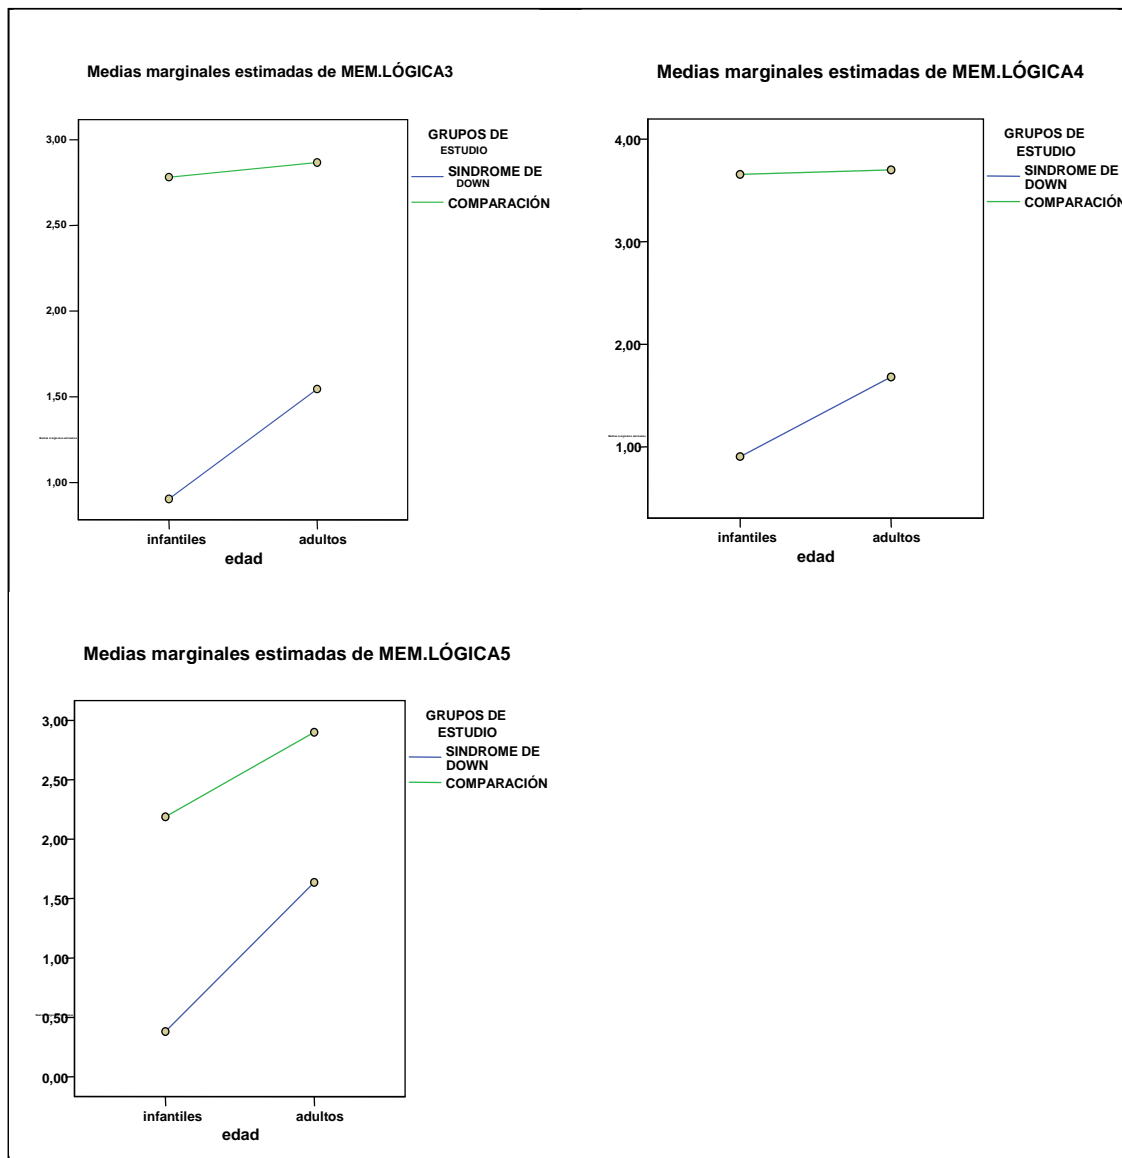 Medias marginales estimadas de MEM.LÓGICA3
3,00
2,50
2,00
1,50
1,00
infantiles
adultos
edad
GRUPOS DE
ESTUDIO
SINDROME DE
DOWN
COMPARACIÓN
Medias marginales estimadas de MEM.LÓGICA4
4,00
3,00
2,00
1,00
infantiles
adultos
edad
GRUPOS DE
ESTUDIO
SINDROME DE
DOWN
COMPARACIÓN
Medias marginales estimadas de MEM.LÓGICA5
3,00
2,50
2,00
1,50
1,00
0,50
0,00
infantiles
adultos
edad
GRUPOS DE
ESTUDIO
SINDROME DE
DOWN
COMPARACIÓN